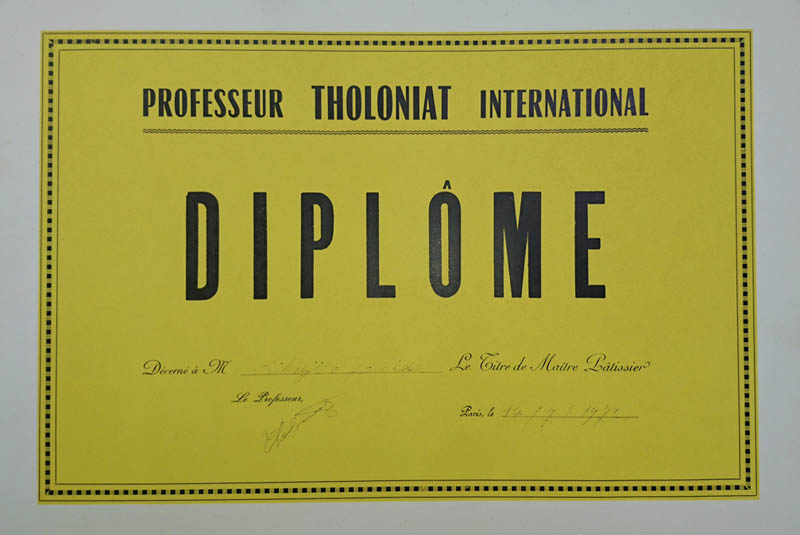 PROFESSEUR THOLONIAT INTERNATIONAL
DIPLÔME
Décerné à M Le Titre de Maître Pâtissier
Le Professeur,
Paris, le